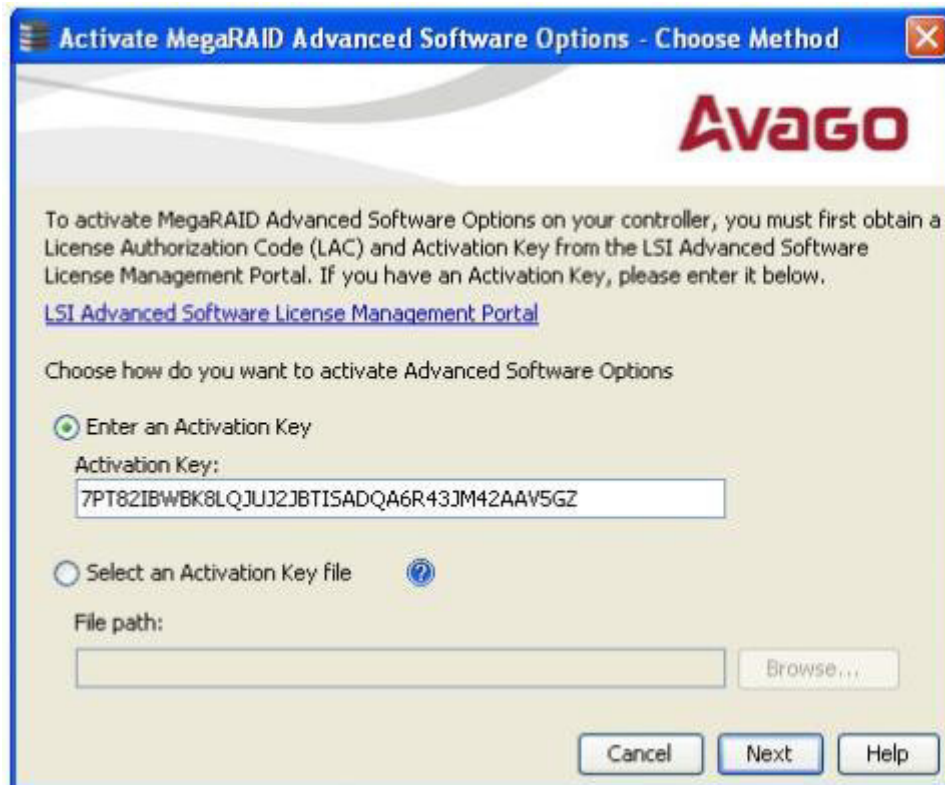 Activate MegaRAID Advanced Software Options - Choose Method
AVAGO
To activate MegaRAID Advanced Software Options on your controller, you must first obtain a
License Authorization Code (LAC) and Activation Key from the LSI Advanced Software
License Management Portal. If you have an Activation Key, please enter it below.
LSI Advanced Software License Management Portal
Choose how do you want to activate Advanced Software Options
Enter an Activation Key
Activation Key:
7PT82IBWBK8LQJUJ2JBTISADQA6R43JM42AAV5GZ
Select an Activation Key file
File path:
Browse...
Cancel Next Help